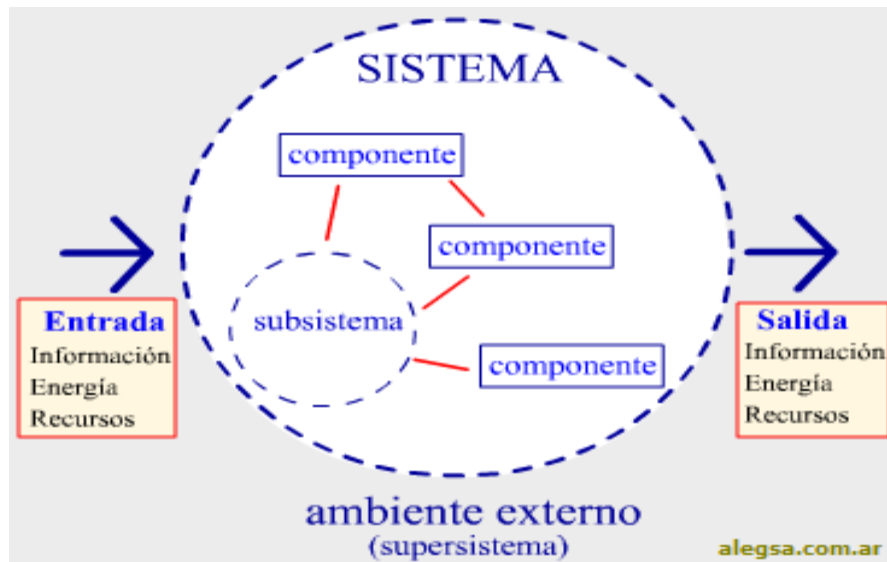 SISTEMA
componente
componente
subsistema
componente
Entrada
Información
Energía
Recursos
Salida
Información
Energía
Recursos
ambiente externo
(supersistema)
alegsa.com.ar